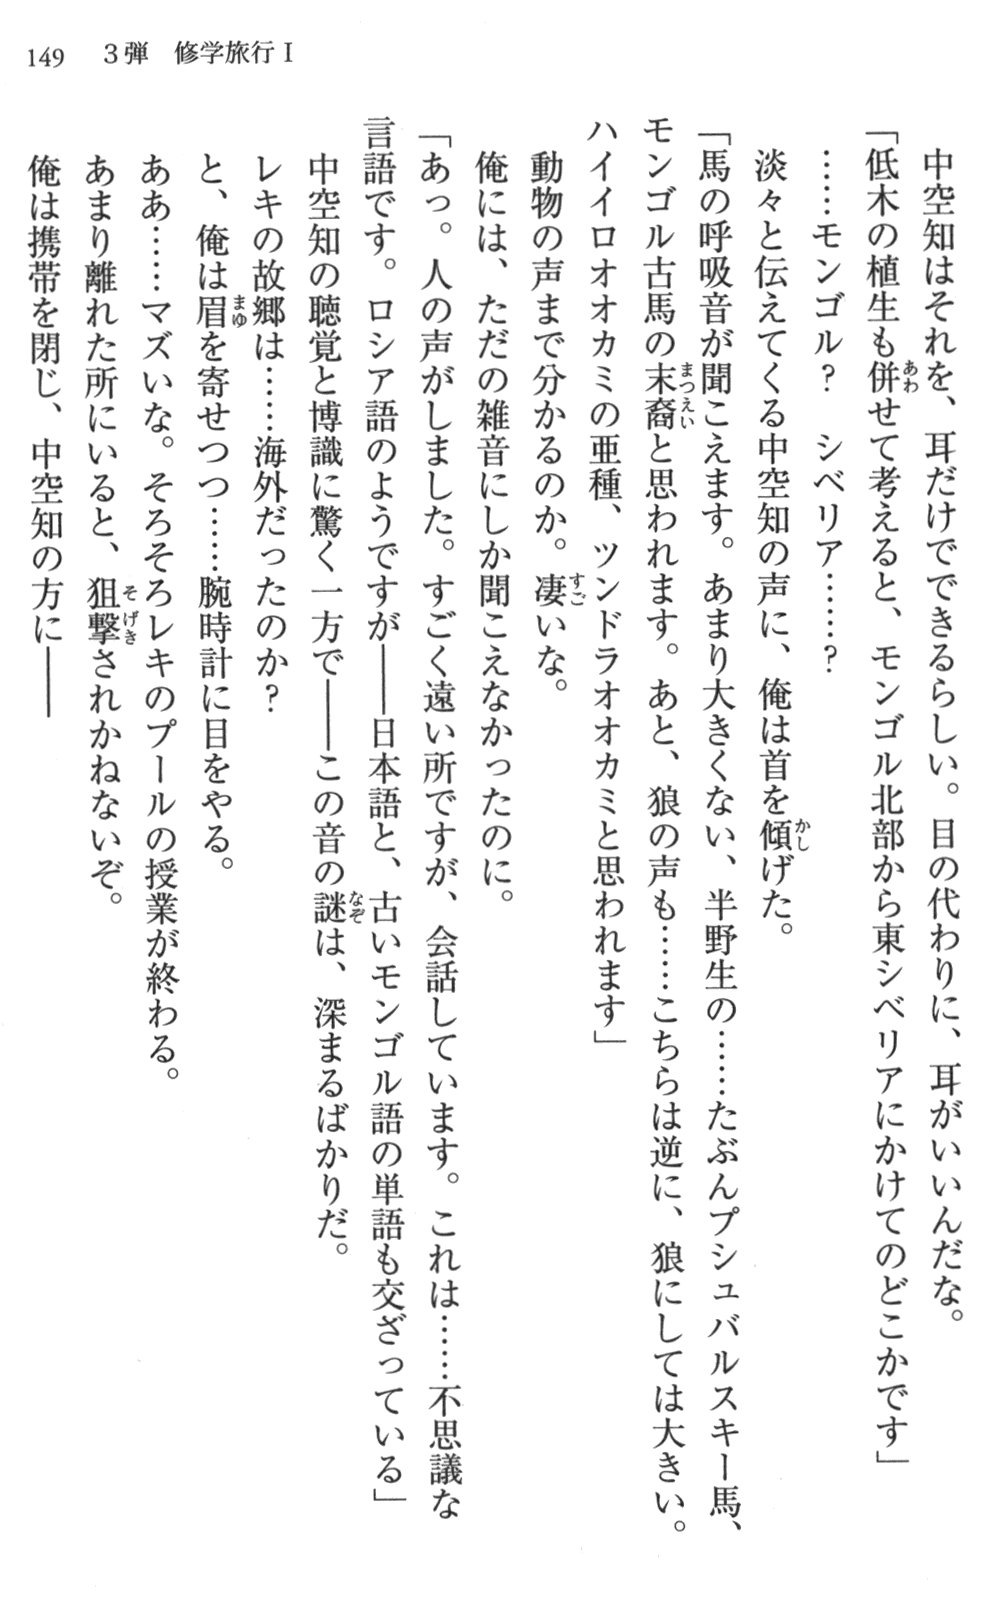 149　３弾　修学旅行Ⅰ
中空知はそれを、耳だけでできるらしい。目の代わりに、耳がいいんだな。
「低木の植生も併せて考えると、モンゴル北部から東シベリアにかけてのどこかです」
……モンゴル？　シベリア……？
淡々と伝えてくる中空知の声に、俺は首を傾げた。
「馬の呼吸音が聞こえます。あまり大きくない、半野生の……たぶんプシュバルスキー馬、
モンゴル古馬の末裔と思われます。あと、狼の声も……こちらは逆に、狼にしては大きい。
ハイイロオオカミの亜種、ツンドラオオカミと思われます」
動物の声まで分かるのか。凄いな。
俺には、ただの雑音にしか聞こえなかったのに。
「あっ。人の声がしました。すごく遠い所ですが、会話しています。これは……不思議な
言語です。ロシア語のようですが――日本語と、古いモンゴル語の単語も交ざっている」
中空知の聴覚と博識に驚く一方で――この音の謎は、深まるばかりだ。
レキの故郷は……海外だったのか？
と、俺は眉を寄せつつ……腕時計に目をやる。
ああ……マズいな。そろそろレキのプールの授業が終わる。
あまり離れた所にいると、狙撃されかねないぞ。
俺は携帯を閉じ、中空知の方に――